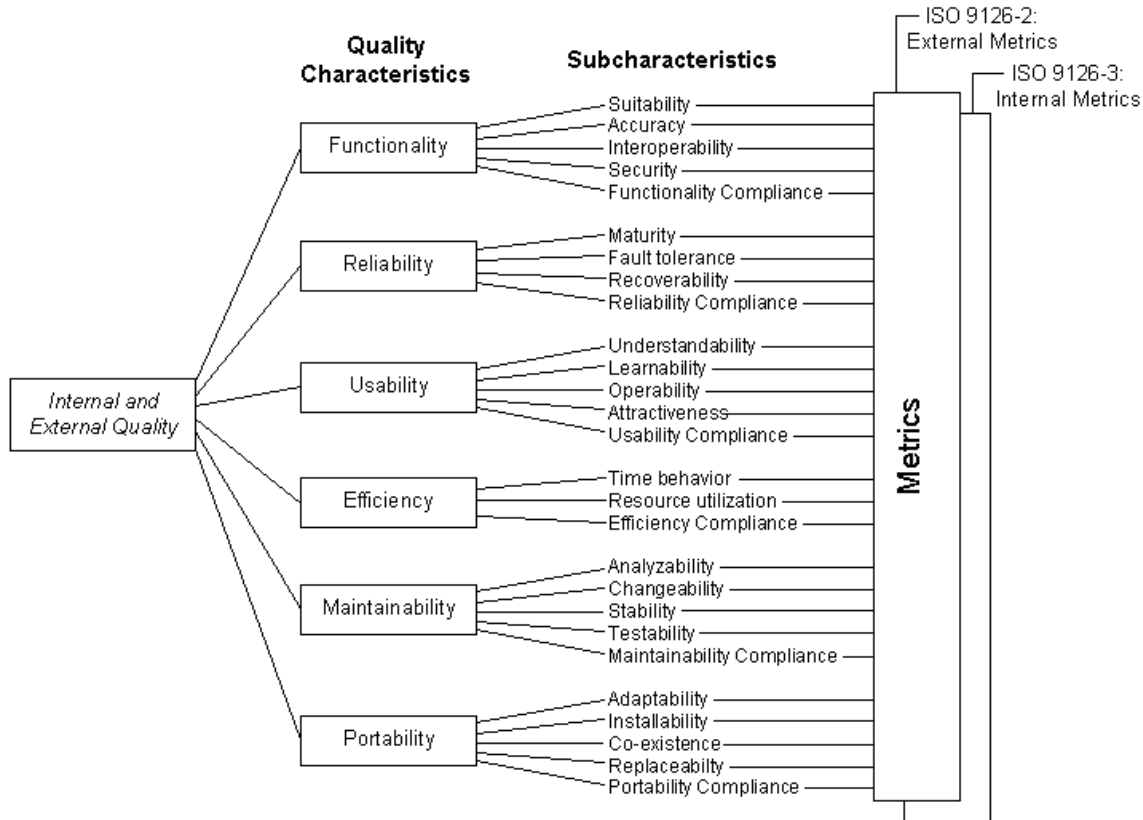 ISO 9126-2:
External Metrics
ISO 9126-3:
Internal Metrics
Quality
Characteristics
Subcharacteristics
Internal and
External Quality
Functionality
Suitability
Accuracy
Interoperability
Security
Functionality Compliance
Reliability
Maturity
Fault tolerance
Recoverability
Reliability Compliance
Usability
Understandability
Learnability
Operability
Attractiveness
Usability Compliance
Efficiency
Time behavior
Resource utilization
Efficiency Compliance
Maintainability
Analyzability
Changeability
Stability
Testability
Maintainability Compliance
Portability
Adaptability
Installability
Co-existence
Replaceabilty
Portability Compliance
Metrics